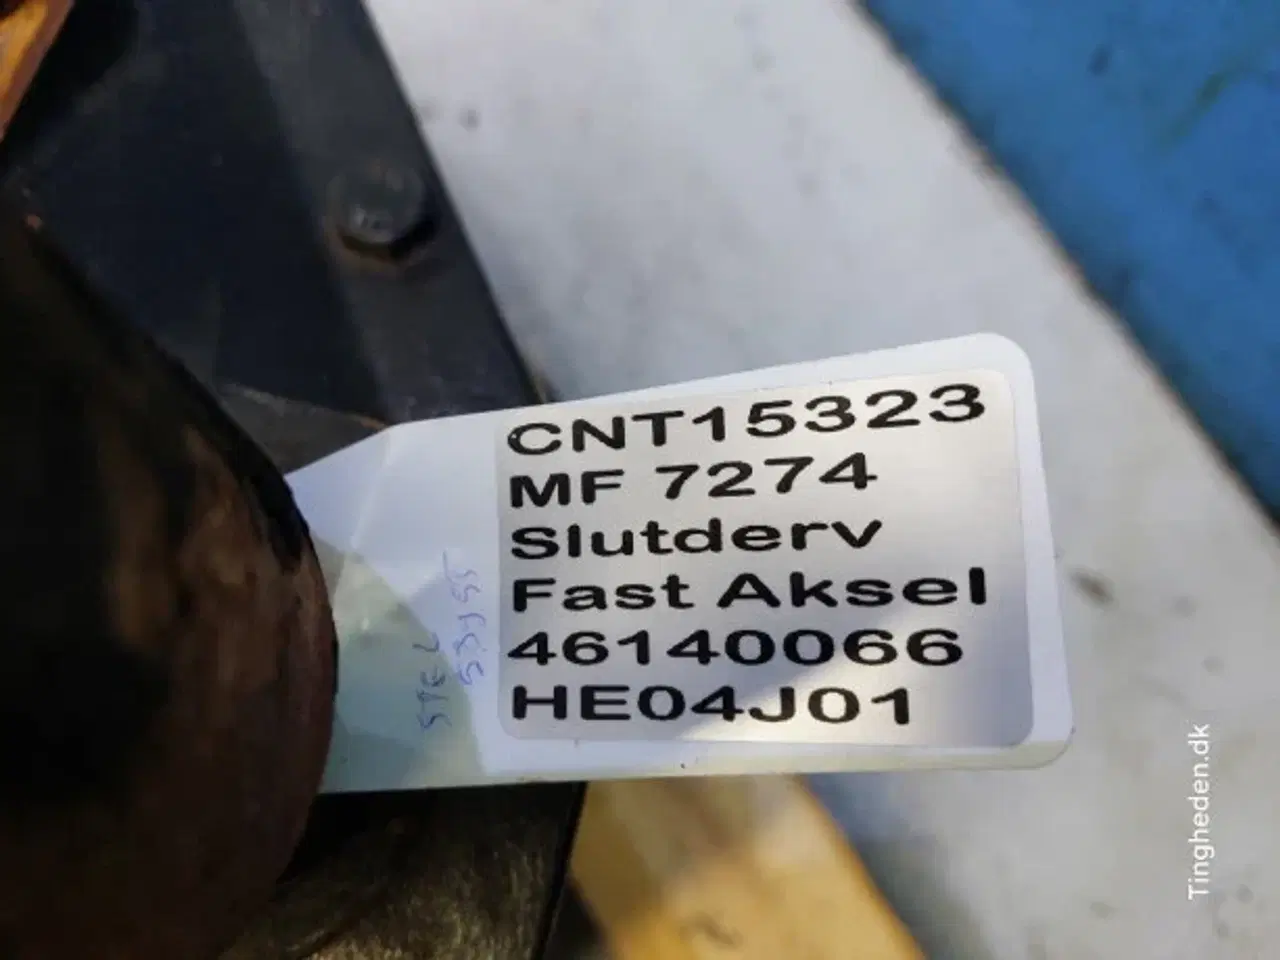 CNT15323
MF 7274
Slutderv
Fast Aksel
46140066
HE04J01
Tingheden.dk